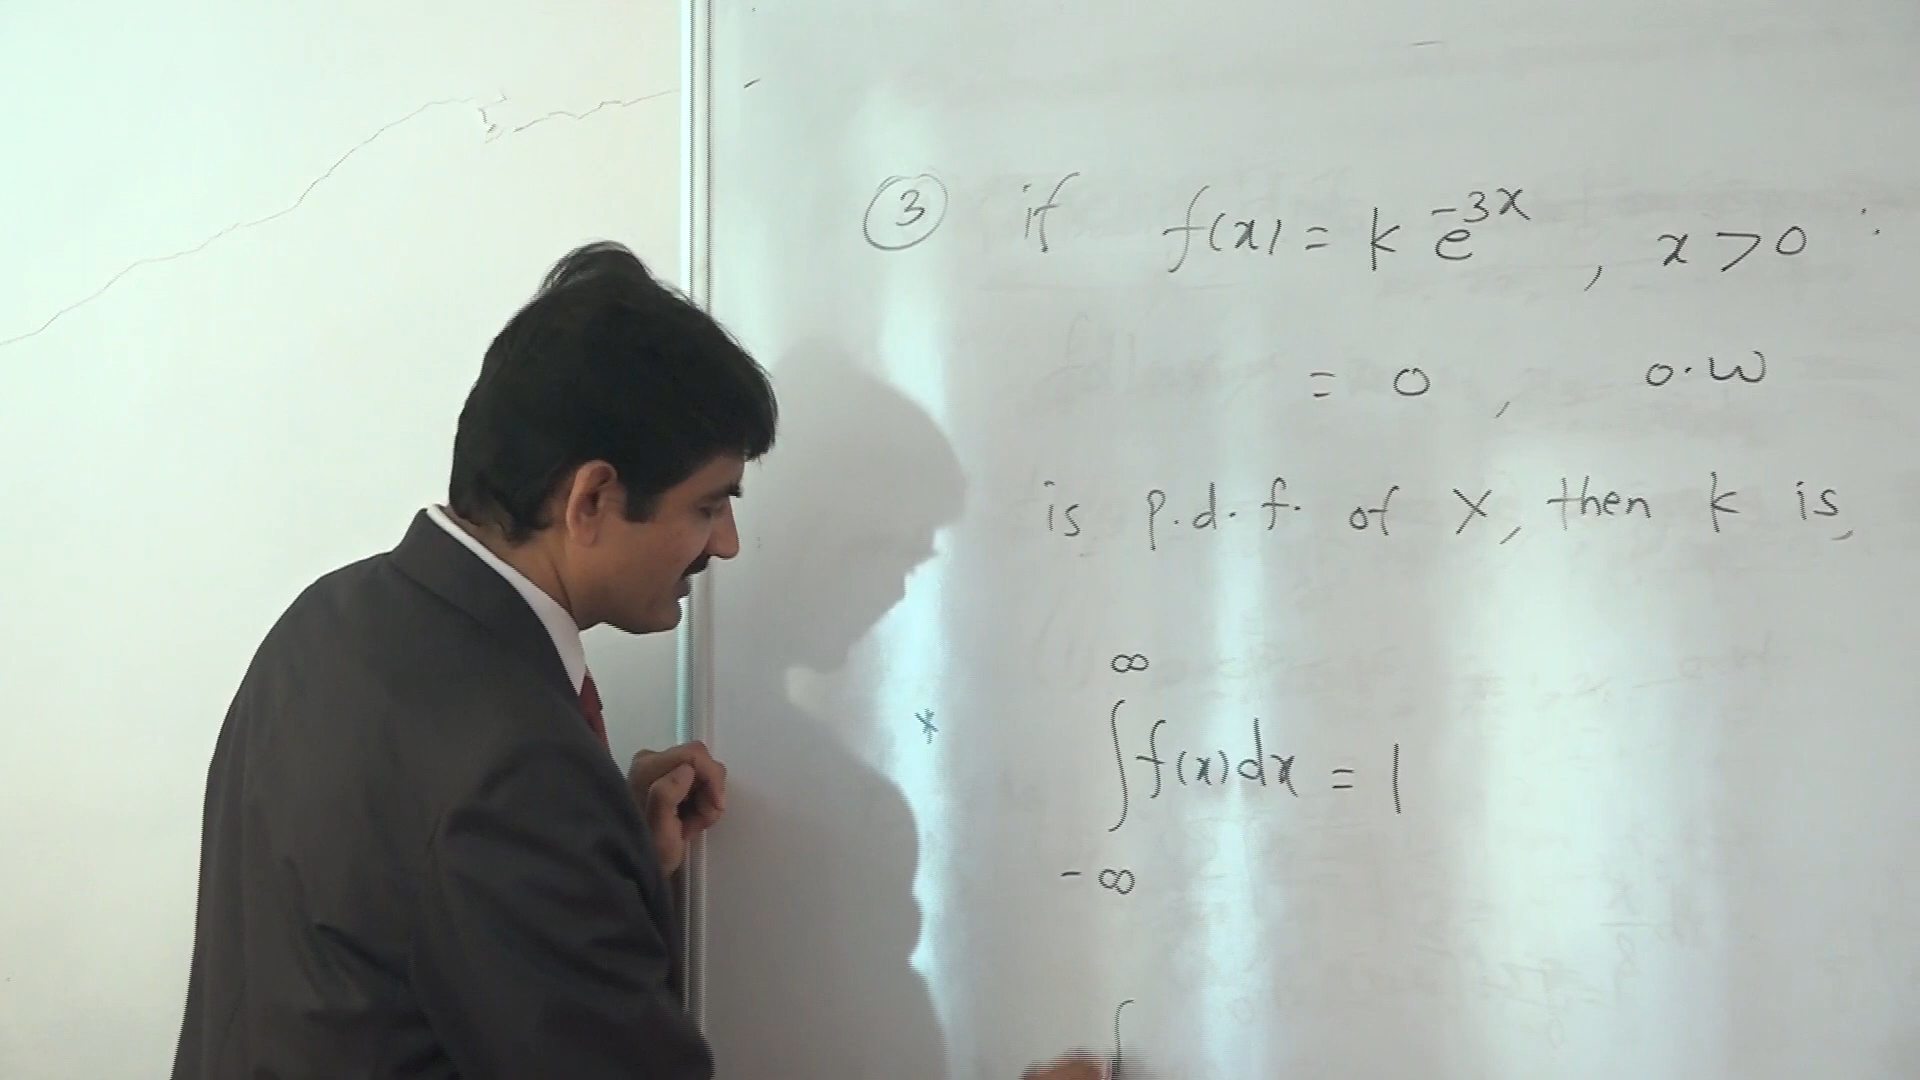 ③ if f(x) = k e^{-3x}, x > 0
= 0, o.w
is p.d.f. of X, then k is,
* ∫_{-∞}^{∞} f(x) dx = 1
∫